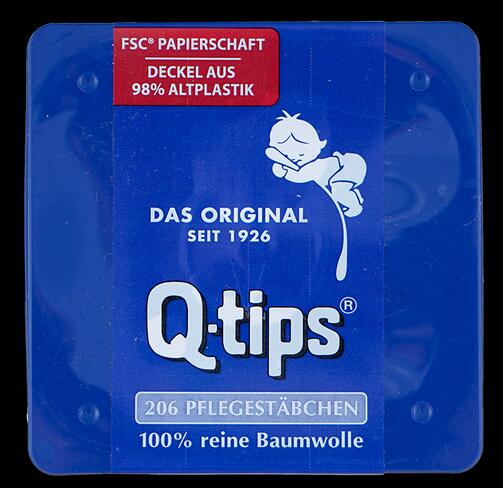 FSC® PAPIERSCHAFT
DECKEL AUS
98% ALTPLASTIK
DAS ORIGINAL
SEIT 1926
Q·tips®
206 PFLEGESTÄBCHEN
100% reine Baumwolle